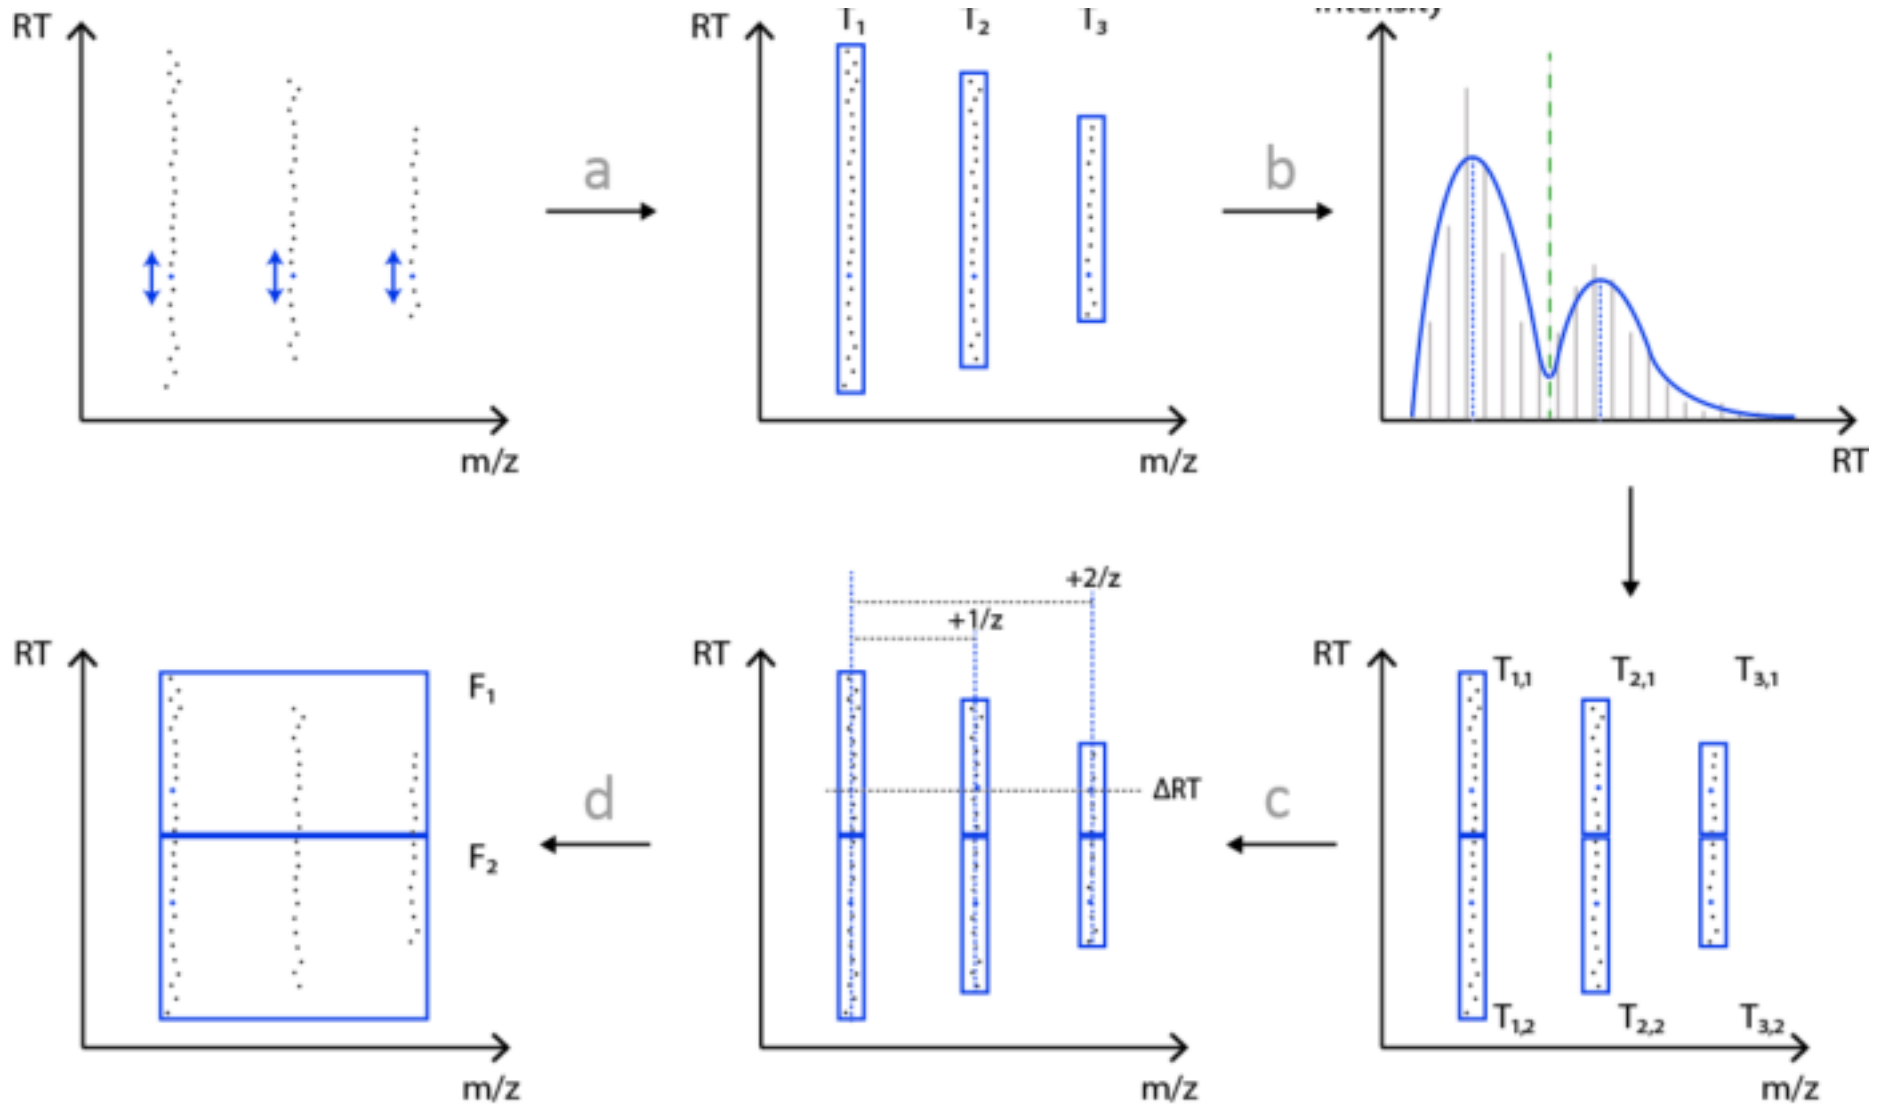 RT
m/z
a
RT
T₁
T₂
T₃
m/z
b
Intensity
RT
RT
T₁,₁
T₂,₁
T₃,₁
T₁,₂
T₂,₂
T₃,₂
m/z
c
RT
+2/z
+1/z
ΔRT
m/z
d
RT
F₁
F₂
m/z